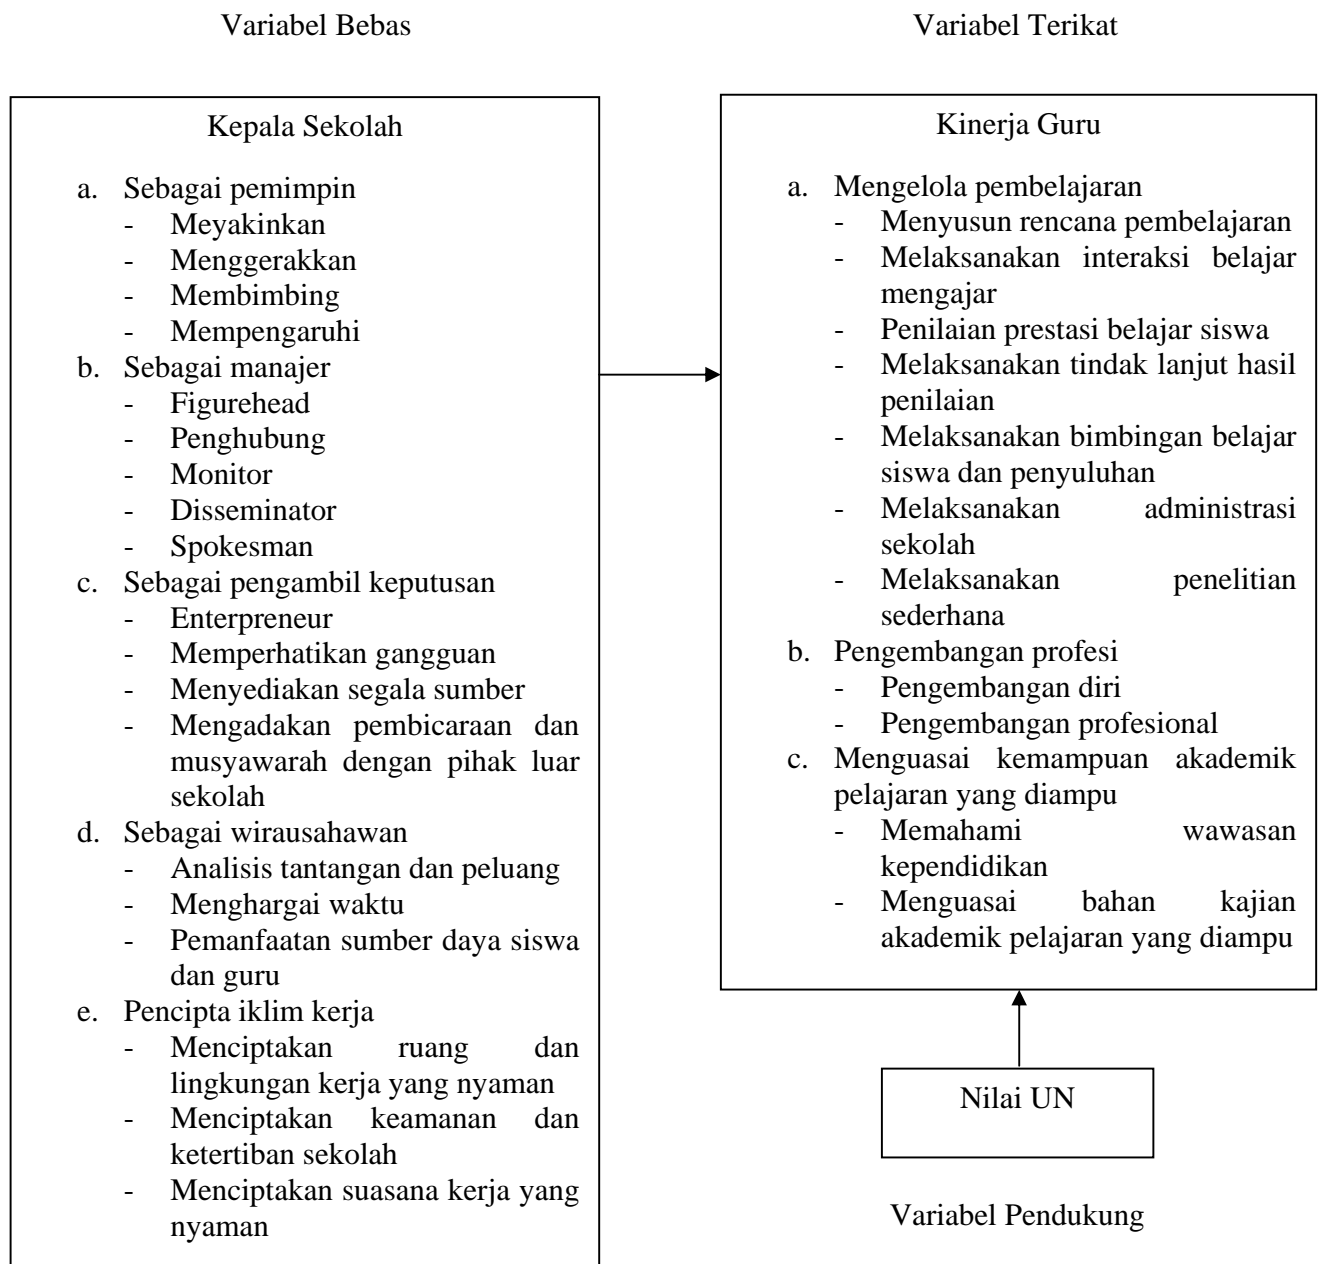 Variabel Bebas
Variabel Terikat
Kepala Sekolah
a. Sebagai pemimpin
- Meyakinkan
- Menggerakkan
- Membimbing
- Mempengaruhi
b. Sebagai manajer
- Figurehead
- Penghubung
- Monitor
- Disseminator
- Spokesman
c. Sebagai pengambil keputusan
- Enterpreneur
- Memperhatikan gangguan
- Menyediakan segala sumber
- Mengadakan pembicaraan dan
musyawarah dengan pihak luar
sekolah
d. Sebagai wirausahawan
- Analisis tantangan dan peluang
- Menghargai waktu
- Pemanfaatan sumber daya siswa
dan guru
e. Pencipta iklim kerja
- Menciptakan ruang dan
lingkungan kerja yang nyaman
- Menciptakan keamanan dan
ketertiban sekolah
- Menciptakan suasana kerja yang
nyaman
Kinerja Guru
a. Mengelola pembelajaran
- Menyusun rencana pembelajaran
- Melaksanakan interaksi belajar
mengajar
- Penilaian prestasi belajar siswa
- Melaksanakan tindak lanjut hasil
penilaian
- Melaksanakan bimbingan belajar
siswa dan penyuluhan
- Melaksanakan administrasi
sekolah
- Melaksanakan penelitian
sederhana
b. Pengembangan profesi
- Pengembangan diri
- Pengembangan profesional
c. Menguasai kemampuan akademik
pelajaran yang diampu
- Memahami wawasan
kependidikan
- Menguasai bahan kajian
akademik pelajaran yang diampu
Nilai UN
Variabel Pendukung